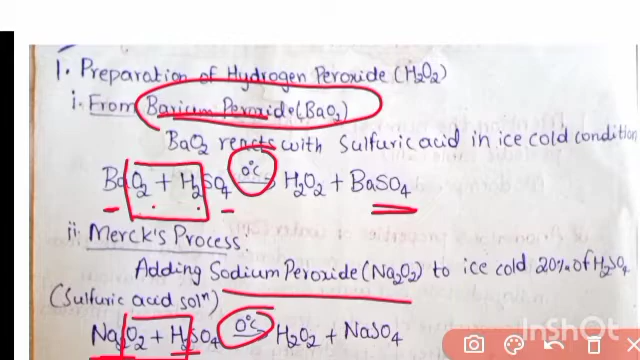 1. Preparation of Hydrogen Peroxide (H₂O₂)
i. From Barium Peroxide (BaO₂)
BaO₂ reacts with sulfuric acid in ice cold condition
BaO₂ + H₂SO₄ 0°C → H₂O₂ + BaSO₄
ii Merck's Process.
Adding Sodium Peroxide (Na₂O₂) to ice cold 20% of H₂SO₄
(Sulfuric acid solⁿ)
Na₂O₂ + H₂SO₄ 0°C → H₂O₂ + NaSO₄
InShot